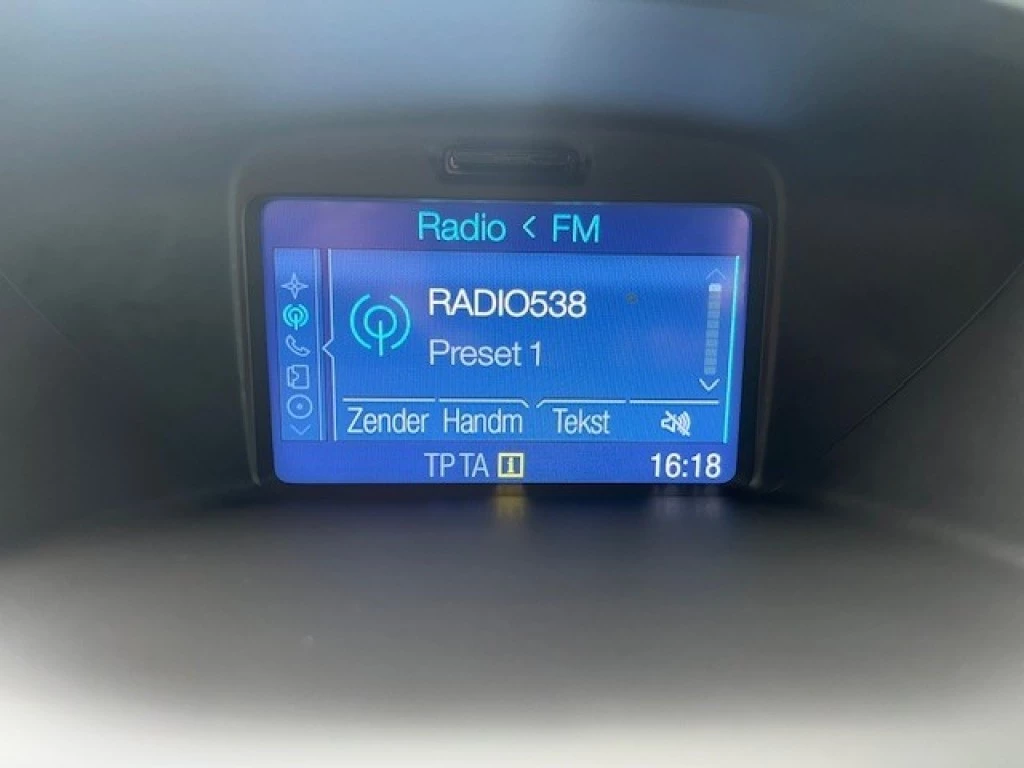 Radio < FM
RADIO538
Preset 1
Zender Handm Tekst
TP TA i 16:18